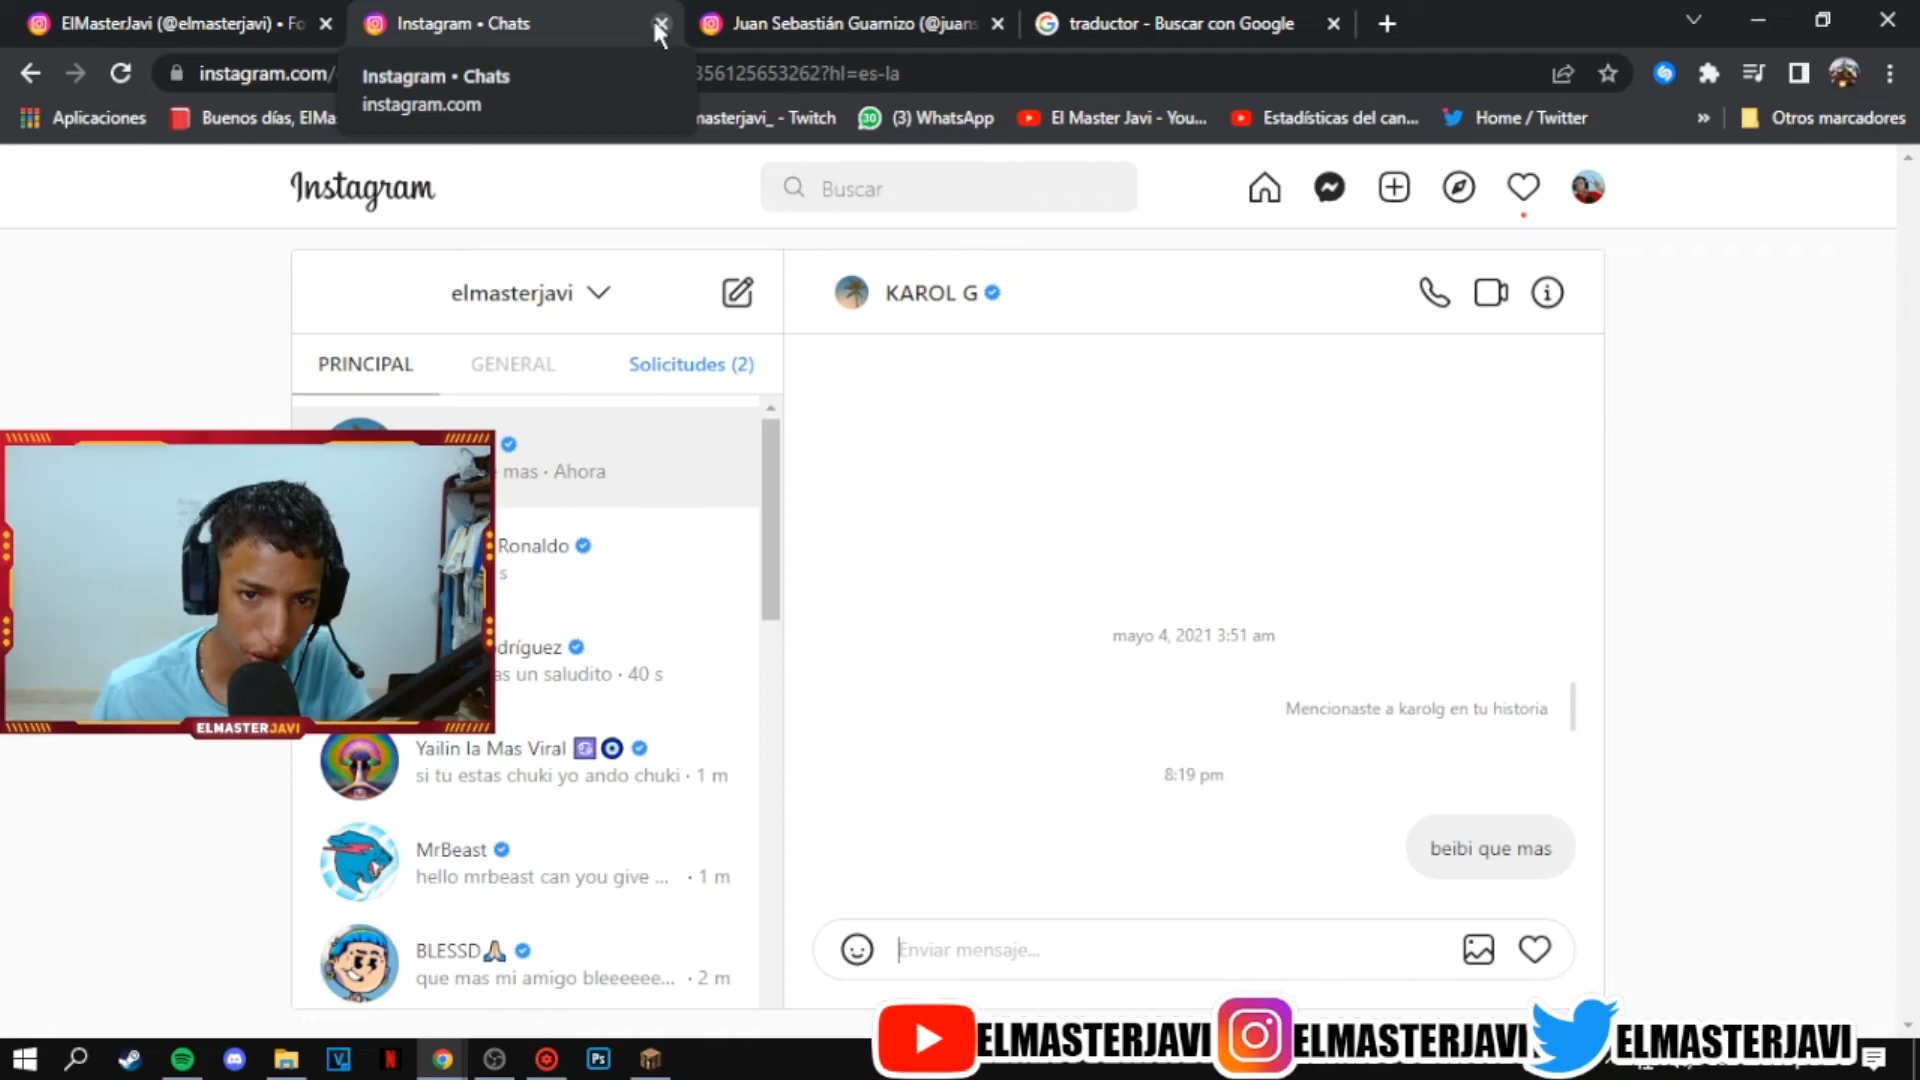 ElMasterJavi (@elmasterjavi) • Fo
Instagram • Chats
Juan Sebastián Guarnizo (@juans
traductor - Buscar con Google
instagram.com/
356125653262?hl=es-la
Instagram • Chats
instagram.com
Aplicaciones
Buenos días, ElMa
nasterjavi_ - Twitch
(3) WhatsApp
El Master Javi - You...
Estadísticas del can...
Home / Twitter
»
Otros marcadores
Instagram
Buscar
elmasterjavi
KAROL G
PRINCIPAL
GENERAL
Solicitudes (2)
mas · Ahora
Ronaldo
s
dríguez
as un saludito · 40 s
Yailin la Mas Viral
si tu estas chuki yo ando chuki · 1 m
MrBeast
hello mrbeast can you give ... · 1 m
BLESSD
que mas mi amigo bleeeeee... · 2 m
mayo 4, 2021 3:51 am
Mencionaste a karolg en tu historia
8:19 pm
beibi que mas
Enviar mensaje...
ELMASTERJAVI
ELMASTERJAVI
ELMASTERJAVI
ELMASTERJAVI
Ps